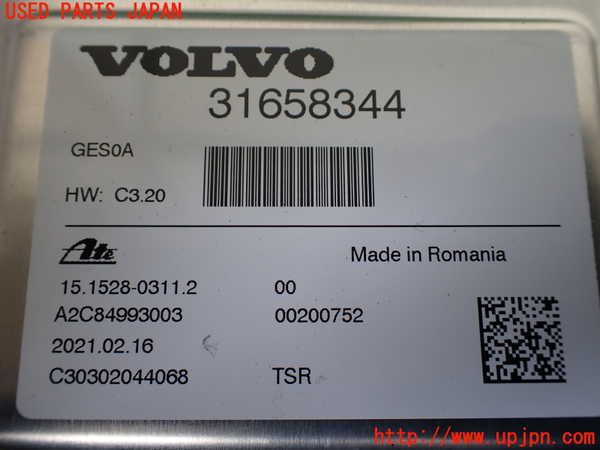 USED PARTS JAPAN
VOLVO
31658344
GES0A
HW: C3.20
Ate
Made in Romania
15.1528-0311.2 00
A2C84993003 00200752
2021.02.16
C30302044068 TSR
UPJ
http://www.upjpn.com/